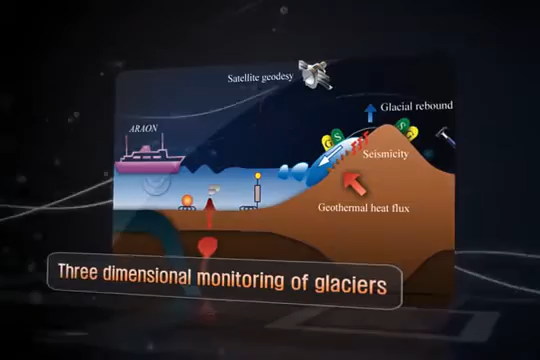 Satellite geodesy
Glacial rebound
ARAON
G S
S G
Seismicity
Geothermal heat flux
Three dimensional monitoring of glaciers